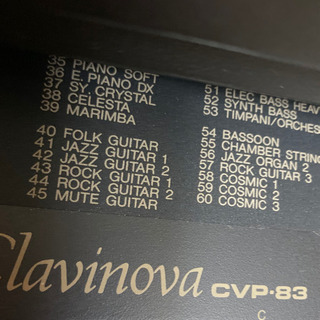 35 PIANO SOFT
36 E. PIANO DX
37 SY. CRYSTAL
38 CELESTA
39 MARIMBA
40 FOLK GUITAR
41 JAZZ GUITAR 1
42 JAZZ GUITAR 2
43 ROCK GUITAR 1
44 ROCK GUITAR 2
45 MUTE GUITAR
51 ELEC BASS HEAV
52 SYNTH BASS
53 TIMPANI/ORCHES
54 BASSOON
55 CHAMBER STRING
56 JAZZ ORGAN 2
57 ROCK GUITAR 3
58 COSMIC 1
59 COSMIC 2
60 COSMIC 3
Clavinova CVP-83
C